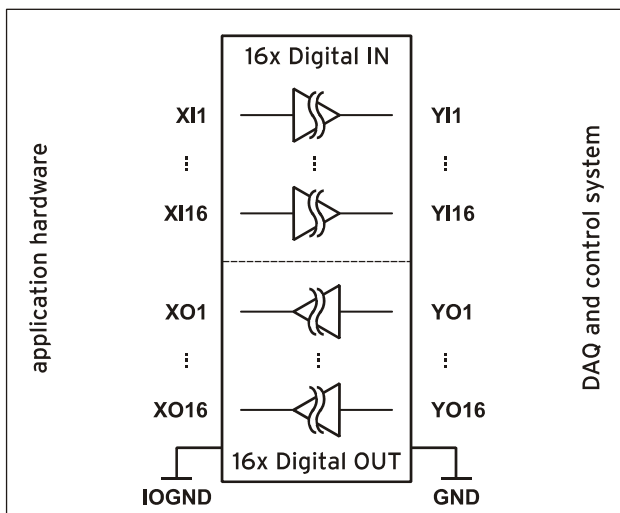 16x Digital IN
XI1 YI1
⋮ ⋮ ⋮
XI16 YI16
XO1 YO1
⋮ ⋮ ⋮
XO16 YO16
16x Digital OUT
IOGND GND
application hardware
DAQ and control system